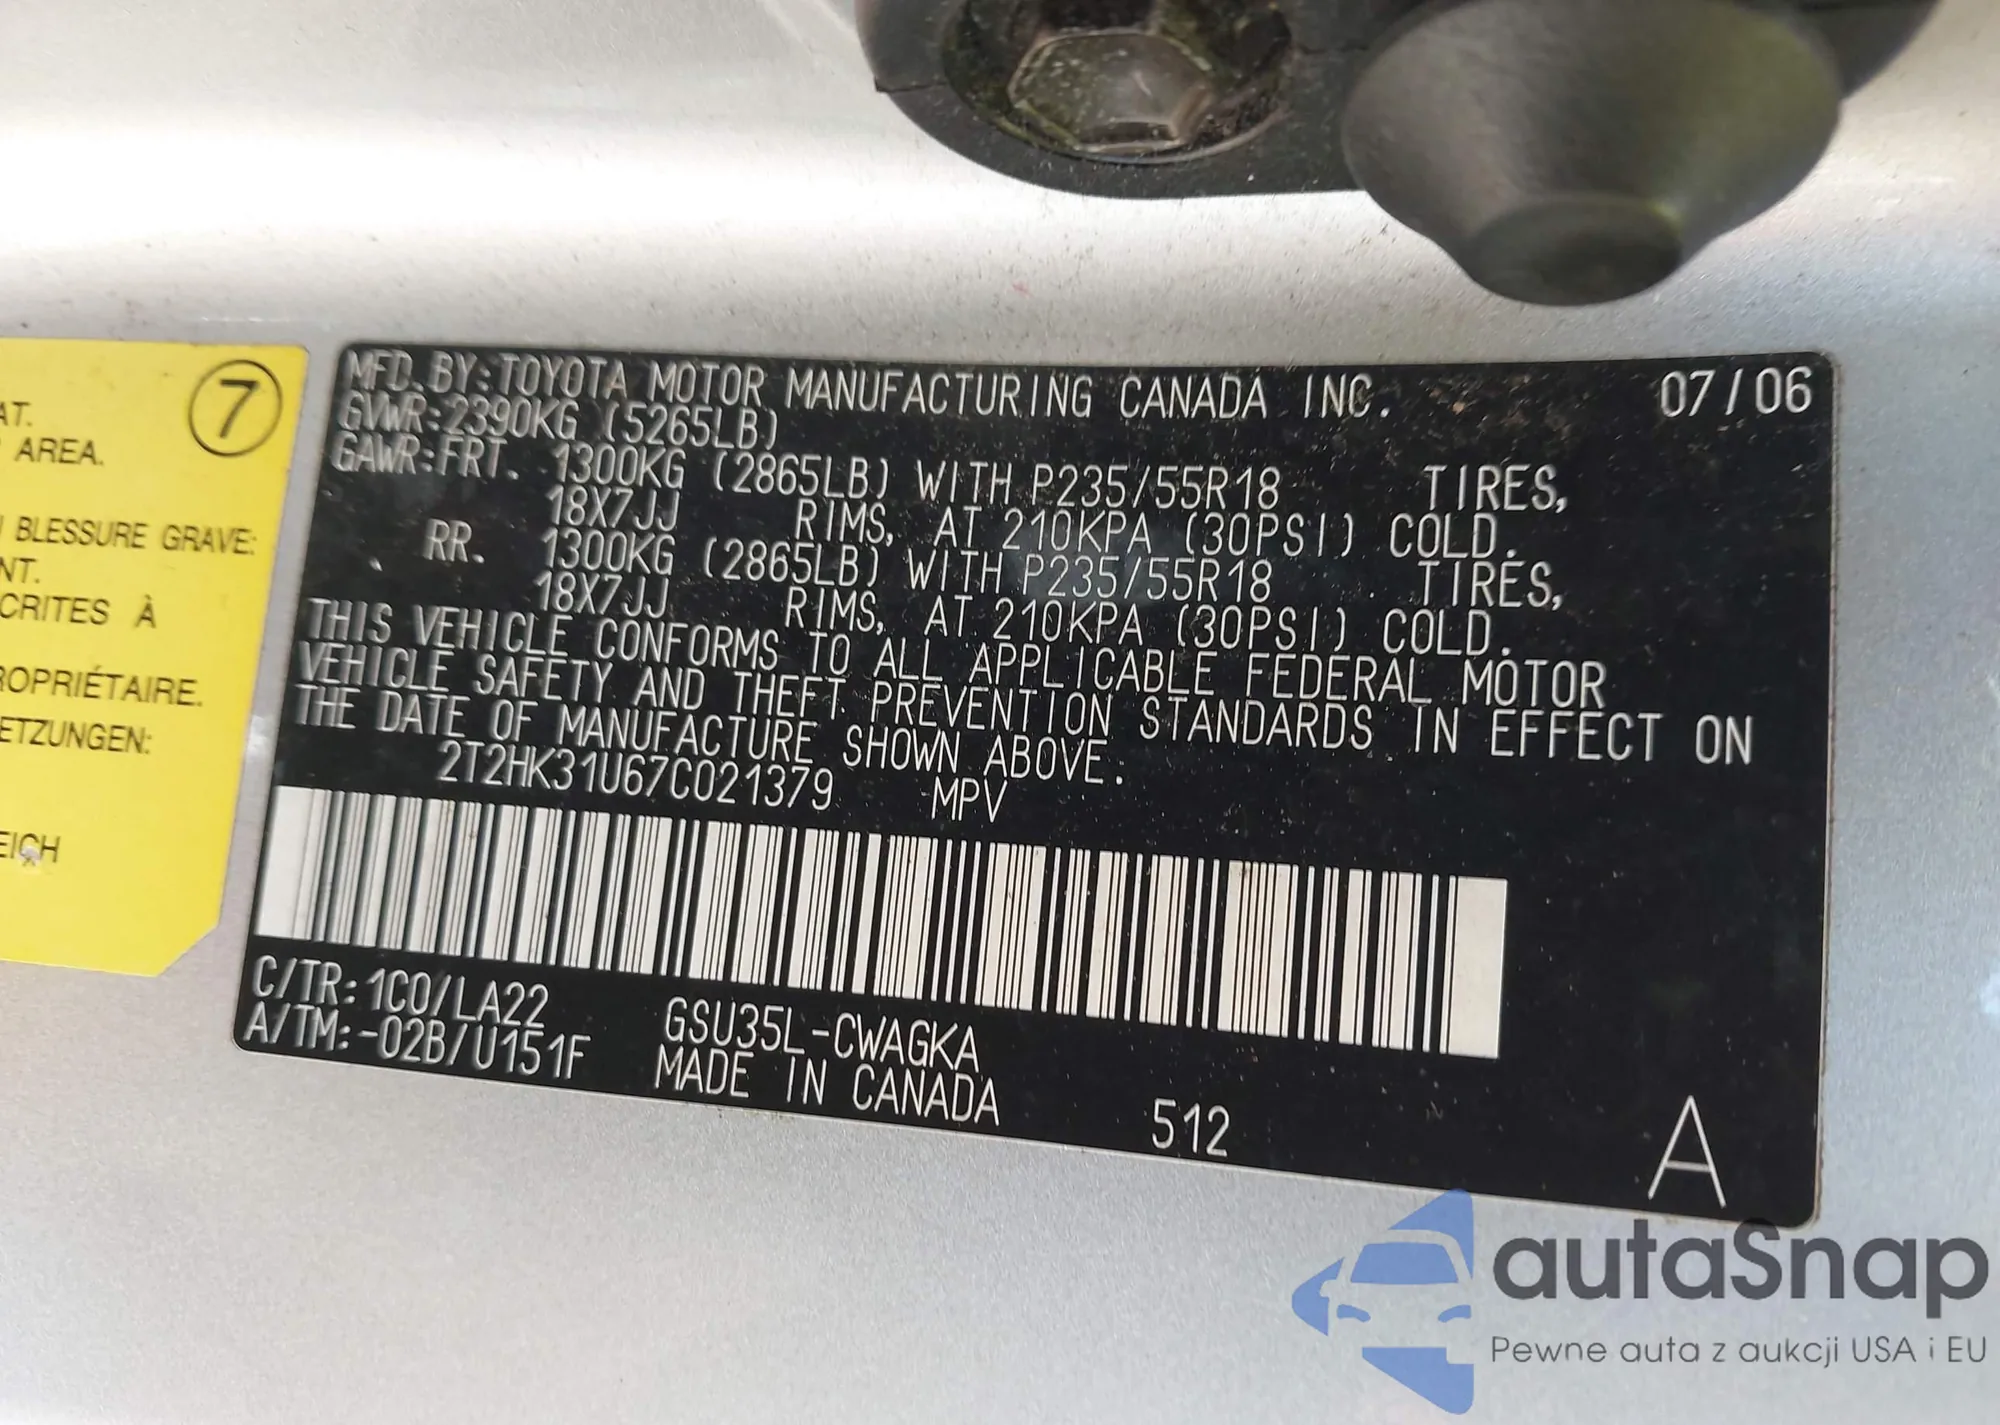 7
AT.
AREA.
BLESSURE GRAVE:
NT.
CRITES À
ROPRIÉTAIRE.
ETZUNGEN:
EICH
MFD. BY: TOYOTA MOTOR MANUFACTURING CANADA INC. 07/06
GVWR: 2390KG (5265LB)
GAWR: FRT. 1300KG (2865LB) WITH P235/55R18 TIRES,
18X7JJ RIMS, AT 210KPA (30PSI) COLD.
RR. 1300KG (2865LB) WITH P235/55R18 TIRES,
18X7JJ RIMS, AT 210KPA (30PSI) COLD.
THIS VEHICLE CONFORMS TO ALL APPLICABLE FEDERAL MOTOR
VEHICLE SAFETY AND THEFT PREVENTION STANDARDS IN EFFECT ON
THE DATE OF MANUFACTURE SHOWN ABOVE.
2T2HK31U67C021379 MPV
C/TR: 1C0/LA22 GSU35L-CWAGKA
A/TM: -02B/U151F MADE IN CANADA
512 A
autaSnap
Pewne auta z aukcji USA i EU